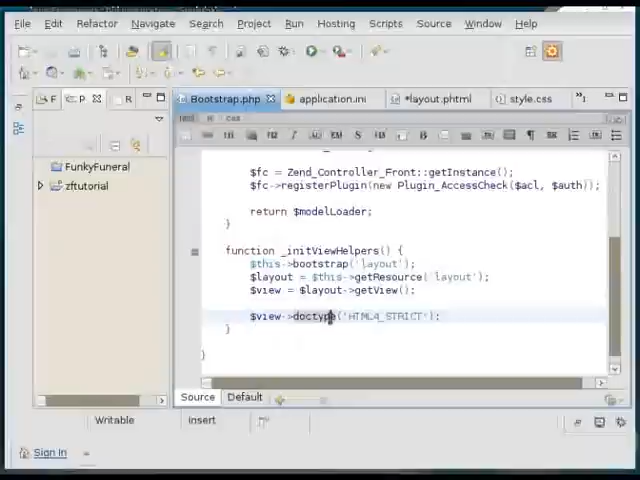 File Edit Refactor Navigate Search Project Run Hosting Scripts Source Window Help
F P R
Bootstrap.php application.ini *layout.phtml style.css »1
FunkyFuneral
zftutorial
$fc = Zend_Controller_Front::getInstance();
$fc->registerPlugin(new Plugin_AccessCheck($acl, $auth));
return $modelLoader;
}
function _initViewHelpers() {
$this->bootstrap('layout');
$layout = $this->getResource('layout');
$view = $layout->getView();
$view->doctype('HTML4_STRICT');
}
}
Source Default
Writable Insert
Sign In